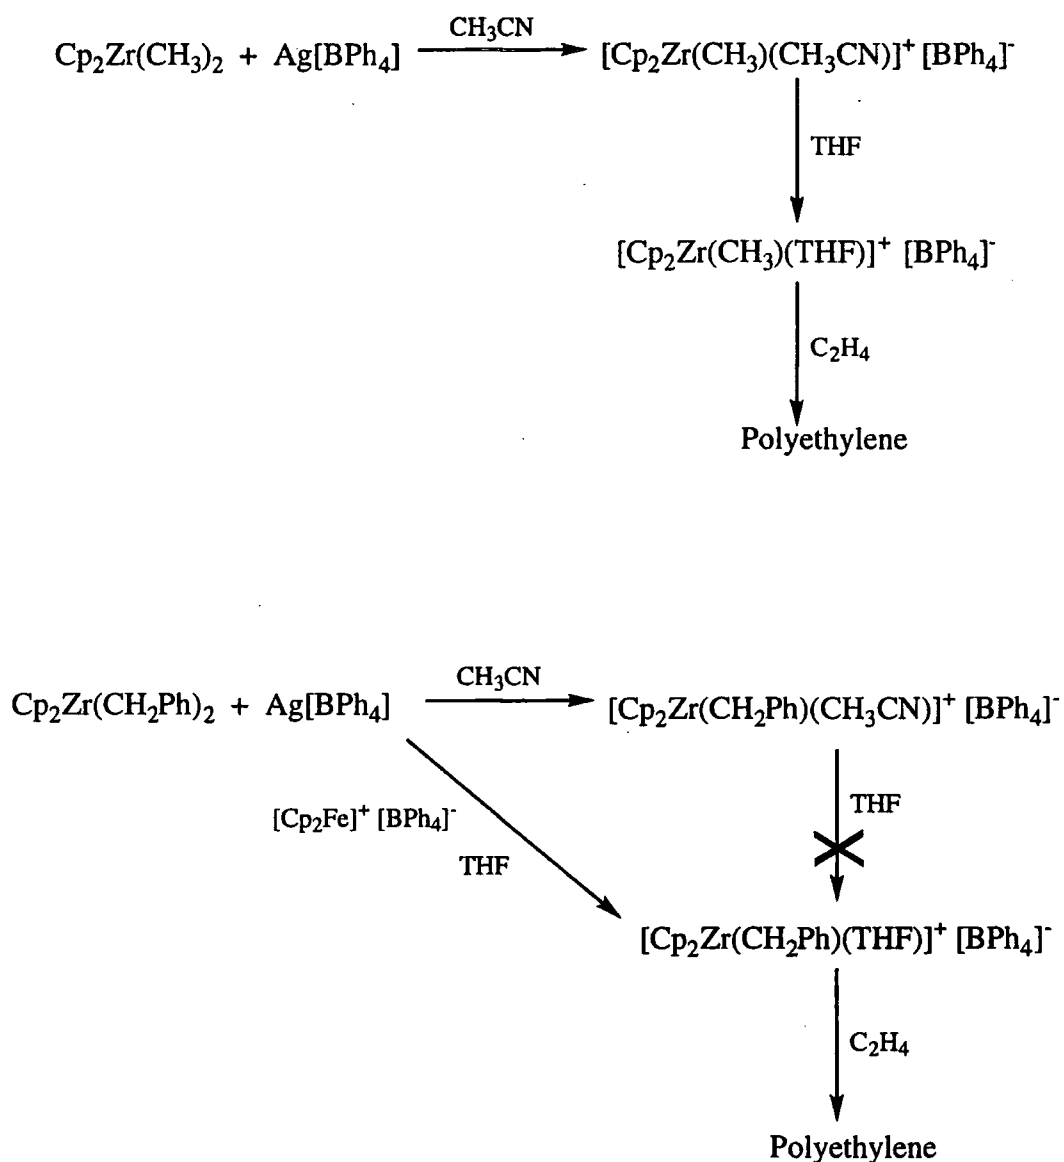 CH₃CN
Cp₂Zr(CH₃)₂ + Ag[BPh₄] [Cp₂Zr(CH₃)(CH₃CN)]⁺ [BPh₄]⁻
THF
[Cp₂Zr(CH₃)(THF)]⁺ [BPh₄]⁻
C₂H₄
Polyethylene
CH₃CN
Cp₂Zr(CH₂Ph)₂ + Ag[BPh₄] [Cp₂Zr(CH₂Ph)(CH₃CN)]⁺ [BPh₄]⁻
[Cp₂Fe]⁺ [BPh₄]⁻
THF
THF
[Cp₂Zr(CH₂Ph)(THF)]⁺ [BPh₄]⁻
C₂H₄
Polyethylene